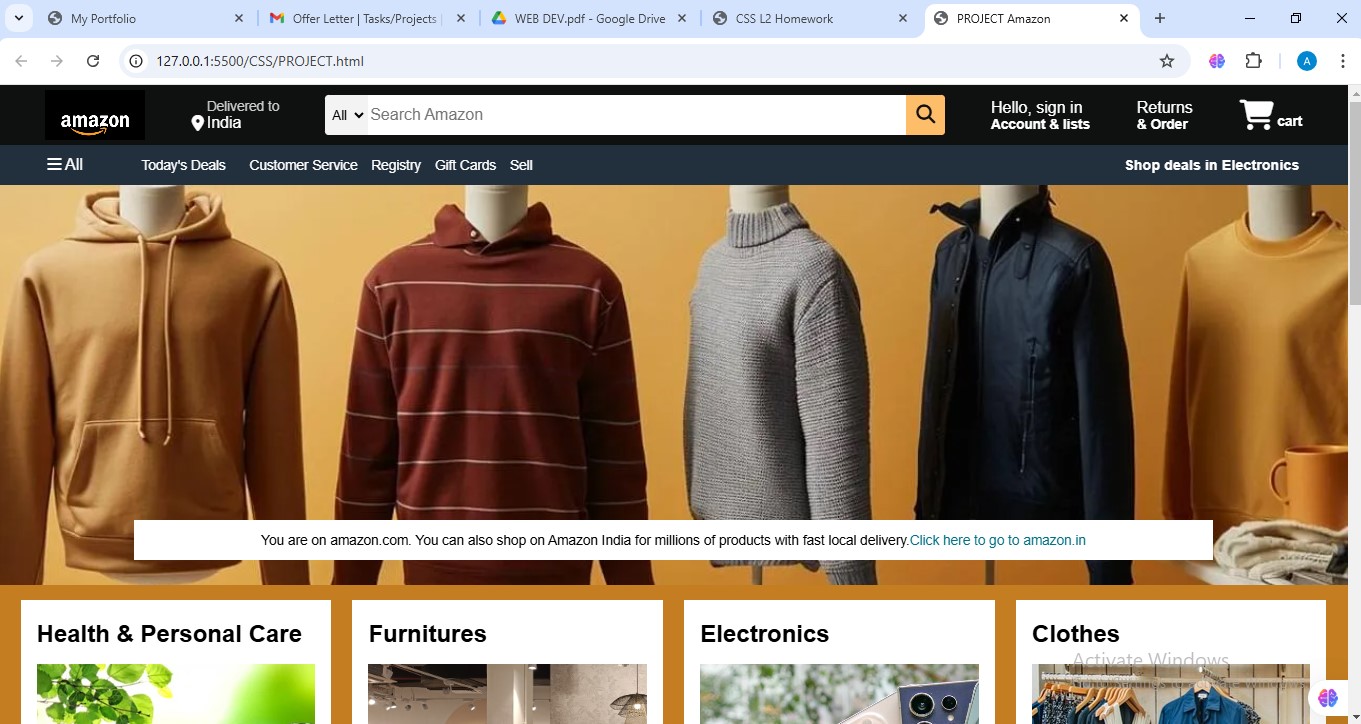 My Portfolio
Offer Letter | Tasks/Projects |
WEB DEV.pdf - Google Drive
CSS L2 Homework
PROJECT Amazon
127.0.0.1:5500/CSS/PROJECT.html
A
amazon
Delivered to
India
All
Search Amazon
Hello, sign in
Account & lists
Returns
& Order
cart
All
Today's Deals
Customer Service
Registry
Gift Cards
Sell
Shop deals in Electronics
You are on amazon.com. You can also shop on Amazon India for millions of products with fast local delivery.Click here to go to amazon.in
Health & Personal Care
Furnitures
Electronics
Clothes
Activate Windows